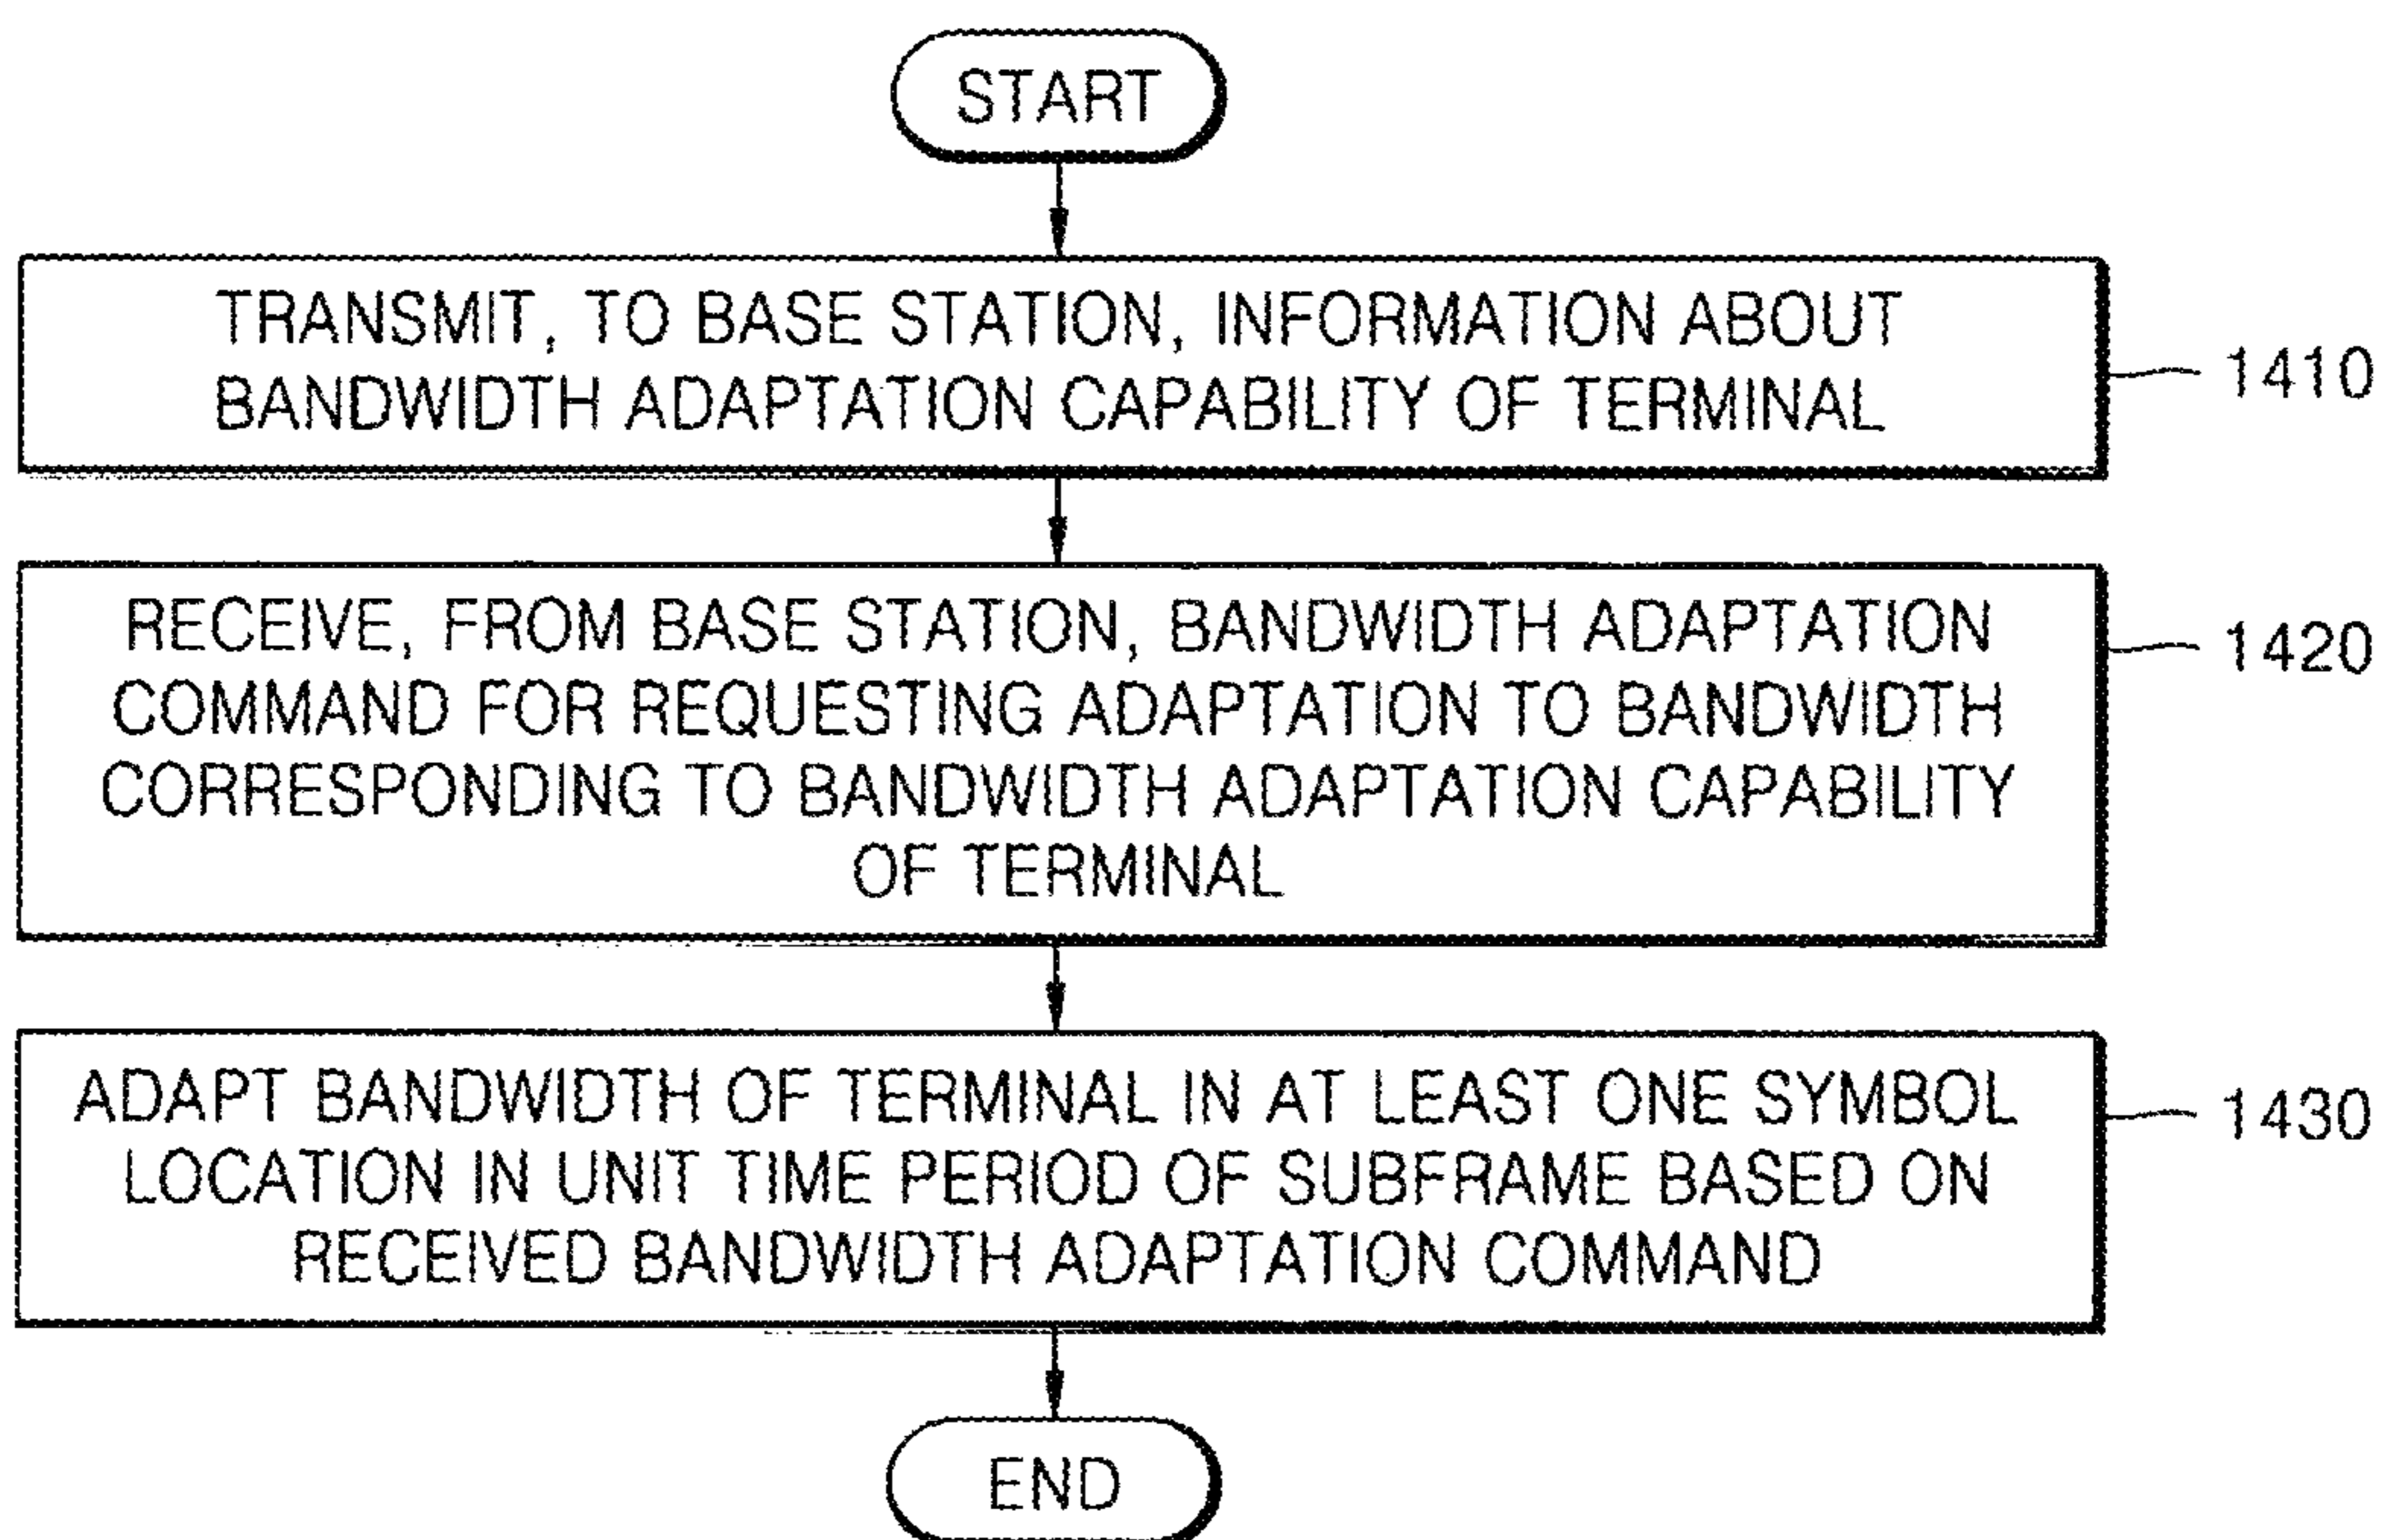 START
TRANSMIT, TO BASE STATION, INFORMATION ABOUT
BANDWIDTH ADAPTATION CAPABILITY OF TERMINAL
1410
RECEIVE, FROM BASE STATION, BANDWIDTH ADAPTATION
COMMAND FOR REQUESTING ADAPTATION TO BANDWIDTH
CORRESPONDING TO BANDWIDTH ADAPTATION CAPABILITY
OF TERMINAL
1420
ADAPT BANDWIDTH OF TERMINAL IN AT LEAST ONE SYMBOL
LOCATION IN UNIT TIME PERIOD OF SUBFRAME BASED ON
RECEIVED BANDWIDTH ADAPTATION COMMAND
1430
END